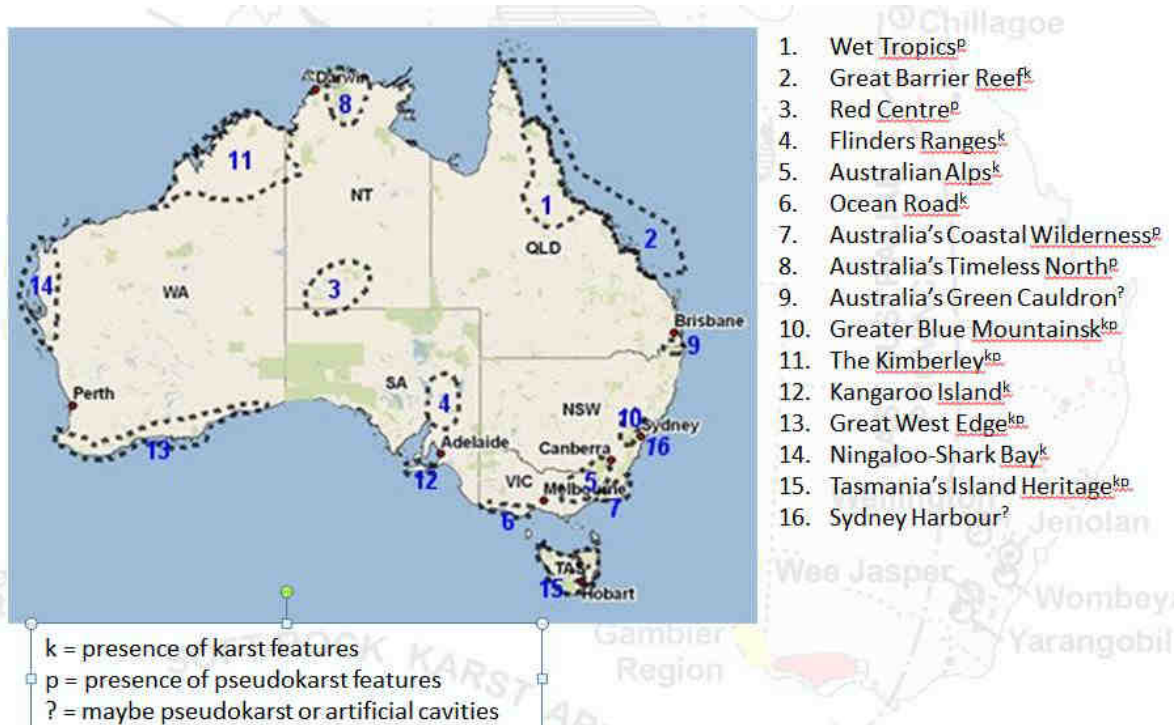 Chillagoe
Darwin
8
11
NT
1
2
QLD
14
WA
3
Brisbane
9
SA
4
Perth
NSW
10
Sydney
16
13
Adelaide
Canberra
12
VIC
5
Melbourne
7
6
TAS
15
Hobart
1. Wet Tropicsᵖ
2. Great Barrier Reefᵏ
3. Red Centreᵖ
4. Flinders Rangesᵏ
5. Australian Alpsᵏ
6. Ocean Roadᵏ
7. Australia’s Coastal Wildernessᵖ
8. Australia’s Timeless Northᵖ
9. Australia’s Green Cauldron?
10. Greater Blue Mountainskᵏᵖ
11. The Kimberleyᵏᵖ
12. Kangaroo Islandᵏ
13. Great West Edgeᵏᵖ
14. Ningaloo-Shark Bayᵏ
15. Tasmania’s Island Heritageᵏᵖ
16. Sydney Harbour?
Jenolan
Wee Jasper
Wombey
Yarangobil
Gambier
Region
ROCK KARST
k = presence of karst features
p = presence of pseudokarst features
? = maybe pseudokarst or artificial cavities